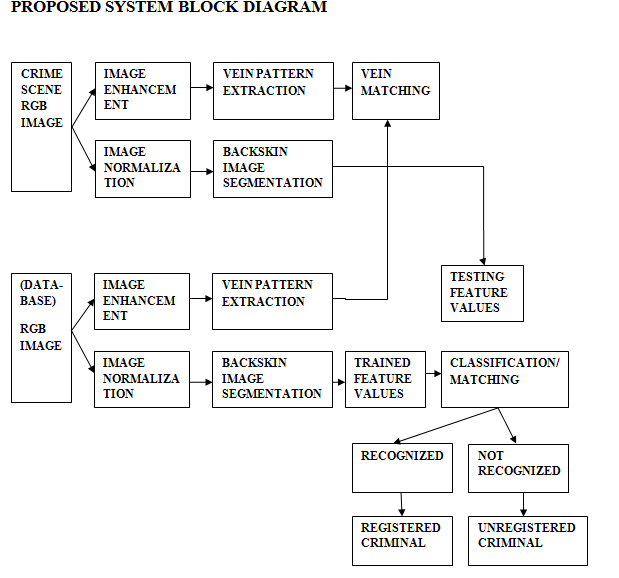 PROPOSED SYSTEM BLOCK DIAGRAM
CRIME
SCENE
RGB
IMAGE
IMAGE
ENHANCEM
ENT
VEIN PATTERN
EXTRACTION
VEIN
MATCHING
IMAGE
NORMALIZA
TION
BACKSKIN
IMAGE
SEGMENTATION
TESTING
FEATURE
VALUES
(DATA-
BASE)
RGB
IMAGE
IMAGE
ENHANCEM
ENT
VEIN PATTERN
EXTRACTION
IMAGE
NORMALIZA
TION
BACKSKIN
IMAGE
SEGMENTATION
TRAINED
FEATURE
VALUES
CLASSIFICATION/
MATCHING
RECOGNIZED
NOT
RECOGNIZED
REGISTERED
CRIMINAL
UNREGISTERED
CRIMINAL